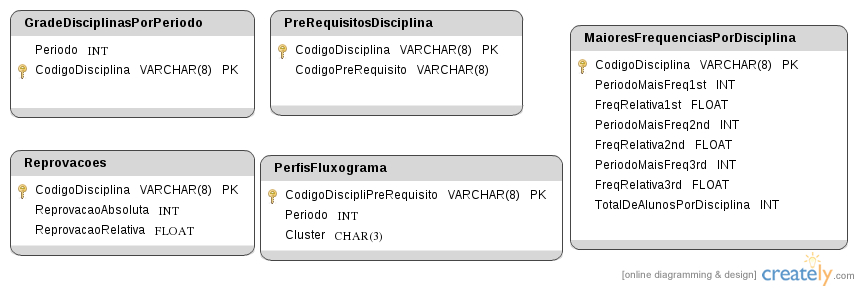 GradeDisciplinasPorPeriodo
Periodo INT
CodigoDisciplina VARCHAR(8) PK
PreRequisitosDisciplina
CodigoDisciplina VARCHAR(8) PK
CodigoPreRequisito VARCHAR(8)
MaioresFrequenciasPorDisciplina
CodigoDisciplina VARCHAR(8) PK
PeriodoMaisFreq1st INT
FreqRelativa1st FLOAT
PeriodoMaisFreq2nd INT
FreqRelativa2nd FLOAT
PeriodoMaisFreq3rd INT
FreqRelativa3rd FLOAT
TotalDeAlunosPorDisciplina INT
Reprovacoes
CodigoDisciplina VARCHAR(8) PK
ReprovacaoAbsoluta INT
ReprovacaoRelativa FLOAT
PerfisFluxograma
CodigoDiscipliPreRequisito VARCHAR(8) PK
Periodo INT
Cluster CHAR(3)
[online diagramming & design] creately.com